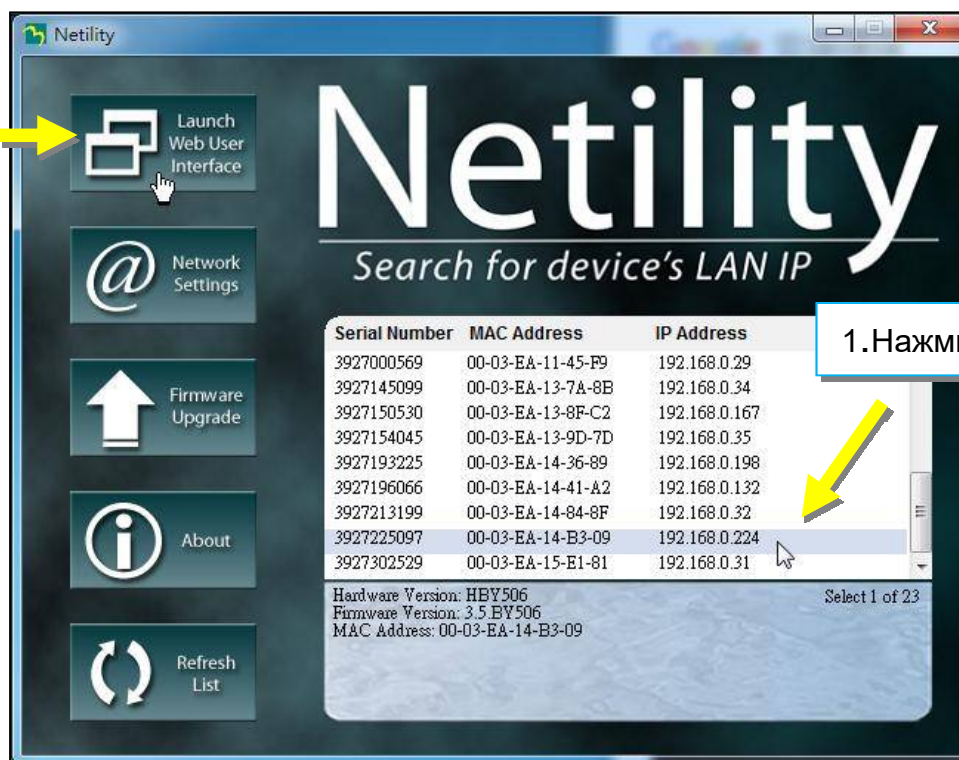 Netility
Launch
Web User
Interface
Netility
Search for device's LAN IP
Network
Settings
Firmware
Upgrade
About
Refresh
List
Serial Number MAC Address IP Address
3927000569 00-03-EA-11-45-F9 192.168.0.29
3927145099 00-03-EA-13-7A-8B 192.168.0.34
3927150530 00-03-EA-13-8F-C2 192.168.0.167
3927154045 00-03-EA-13-9D-7D 192.168.0.35
3927193225 00-03-EA-14-36-89 192.168.0.198
3927196066 00-03-EA-14-41-A2 192.168.0.132
3927213199 00-03-EA-14-84-8F 192.168.0.32
3927225097 00-03-EA-14-B3-09 192.168.0.224
3927302529 00-03-EA-15-E1-81 192.168.0.31
1.Нажми
Hardware Version: HBY506
Firmware Version: 3.5.BY506
MAC Address: 00-03-EA-14-B3-09
Select 1 of 23